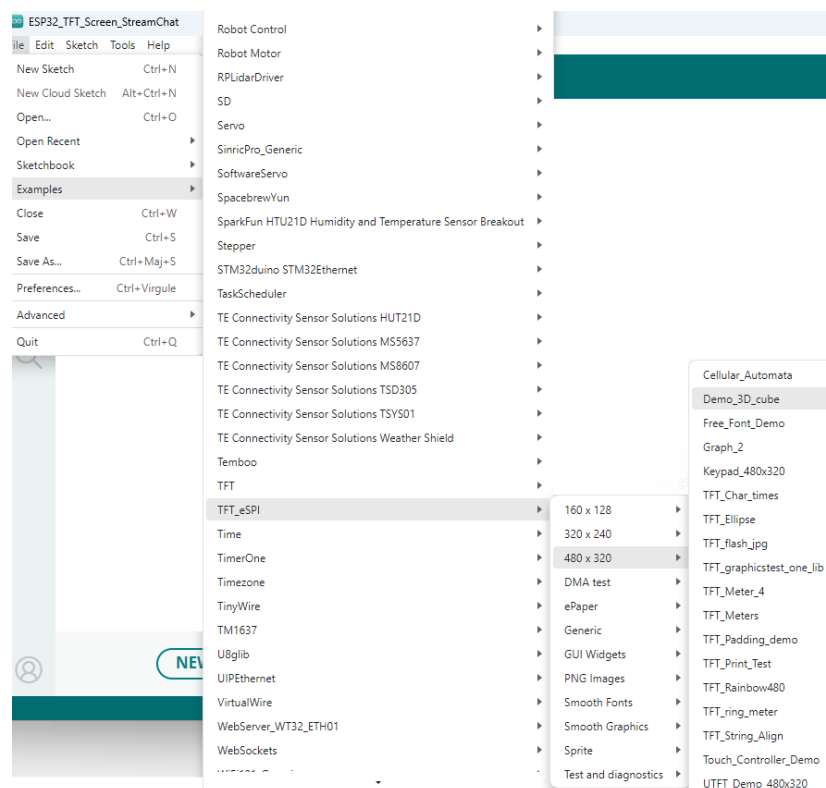 ESP32_TFT_Screen_StreamChat
ile Edit Sketch Tools Help
New Sketch Ctrl+N
New Cloud Sketch Alt+Ctrl+N
Open... Ctrl+O
Open Recent
Sketchbook
Examples
Close Ctrl+W
Save Ctrl+S
Save As... Ctrl+Maj+S
Preferences... Ctrl+Virgule
Advanced
Quit Ctrl+Q
NEW
Robot Control
Robot Motor
RPLidarDriver
SD
Servo
SinricPro_Generic
SoftwareServo
SpacebrewYun
SparkFun HTU21D Humidity and Temperature Sensor Breakout
Stepper
STM32duino STM32Ethernet
TaskScheduler
TE Connectivity Sensor Solutions HUT21D
TE Connectivity Sensor Solutions MS5637
TE Connectivity Sensor Solutions MS8607
TE Connectivity Sensor Solutions TSD305
TE Connectivity Sensor Solutions TSYS01
TE Connectivity Sensor Solutions Weather Shield
Temboo
TFT
TFT_eSPI
Time
TimerOne
Timezone
TinyWire
TM1637
U8glib
UIPEthernet
VirtualWire
WebServer_WT32_ETH01
WebSockets
160 x 128
320 x 240
480 x 320
DMA test
ePaper
Generic
GUI Widgets
PNG Images
Smooth Fonts
Smooth Graphics
Sprite
Test and diagnostics
Cellular_Automata
Demo_3D_cube
Free_Font_Demo
Graph_2
Keypad_480x320
TFT_Char_times
TFT_Ellipse
TFT_flash_jpg
TFT_graphicstest_one_lib
TFT_Meter_4
TFT_Meters
TFT_Padding_demo
TFT_Print_Test
TFT_Rainbow480
TFT_ring_meter
TFT_String_Align
Touch_Controller_Demo
UTFT_Demo_480x320